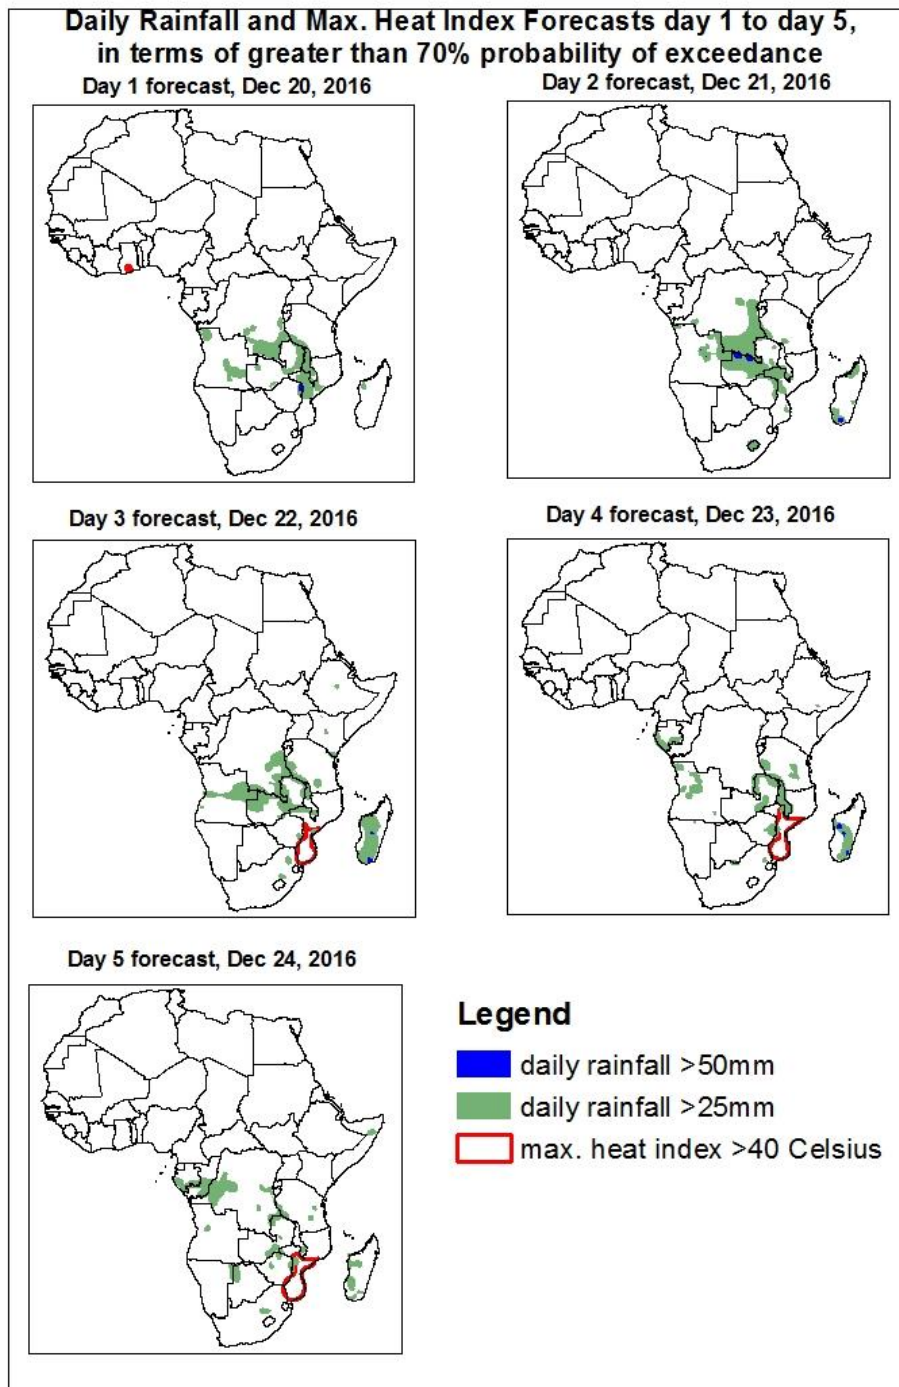 Daily Rainfall and Max. Heat Index Forecasts day 1 to day 5,
in terms of greater than 70% probability of exceedance
Day 1 forecast, Dec 20, 2016
Day 2 forecast, Dec 21, 2016
Day 3 forecast, Dec 22, 2016
Day 4 forecast, Dec 23, 2016
Day 5 forecast, Dec 24, 2016
Legend
daily rainfall >50mm
daily rainfall >25mm
max. heat index >40 Celsius